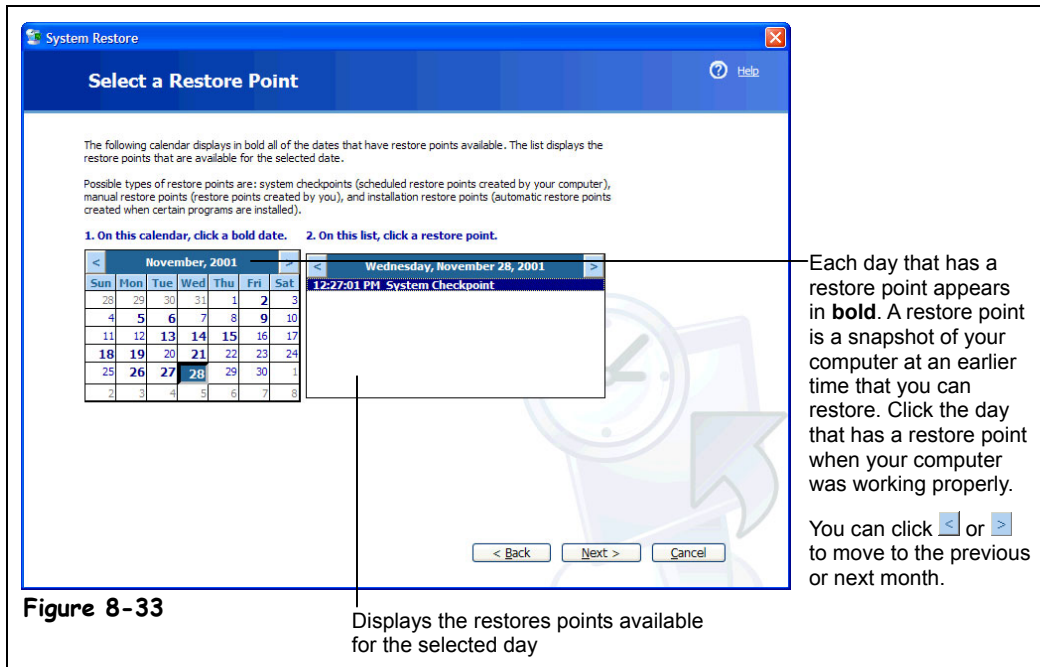 System Restore
Select a Restore Point
Help
The following calendar displays in bold all of the dates that have restore points available. The list displays the
restore points that are available for the selected date.
Possible types of restore points are: system checkpoints (scheduled restore points created by your computer),
manual restore points (restore points created by you), and installation restore points (automatic restore points
created when certain programs are installed).
1. On this calendar, click a bold date.
2. On this list, click a restore point.
< November, 2001 >
Sun Mon Tue Wed Thu Fri Sat
28 29 30 31 1 2 3
4 5 6 7 8 9 10
11 12 13 14 15 16 17
18 19 20 21 22 23 24
25 26 27 28 29 30 1
2 3 4 5 6 7 8
< Wednesday, November 28, 2001 >
12:27:01 PM System Checkpoint
< Back
Next >
Cancel
Each day that has a
restore point appears
in bold. A restore point
is a snapshot of your
computer at an earlier
time that you can
restore. Click the day
that has a restore point
when your computer
was working properly.
You can click < or >
to move to the previous
or next month.
Figure 8-33
Displays the restores points available
for the selected day